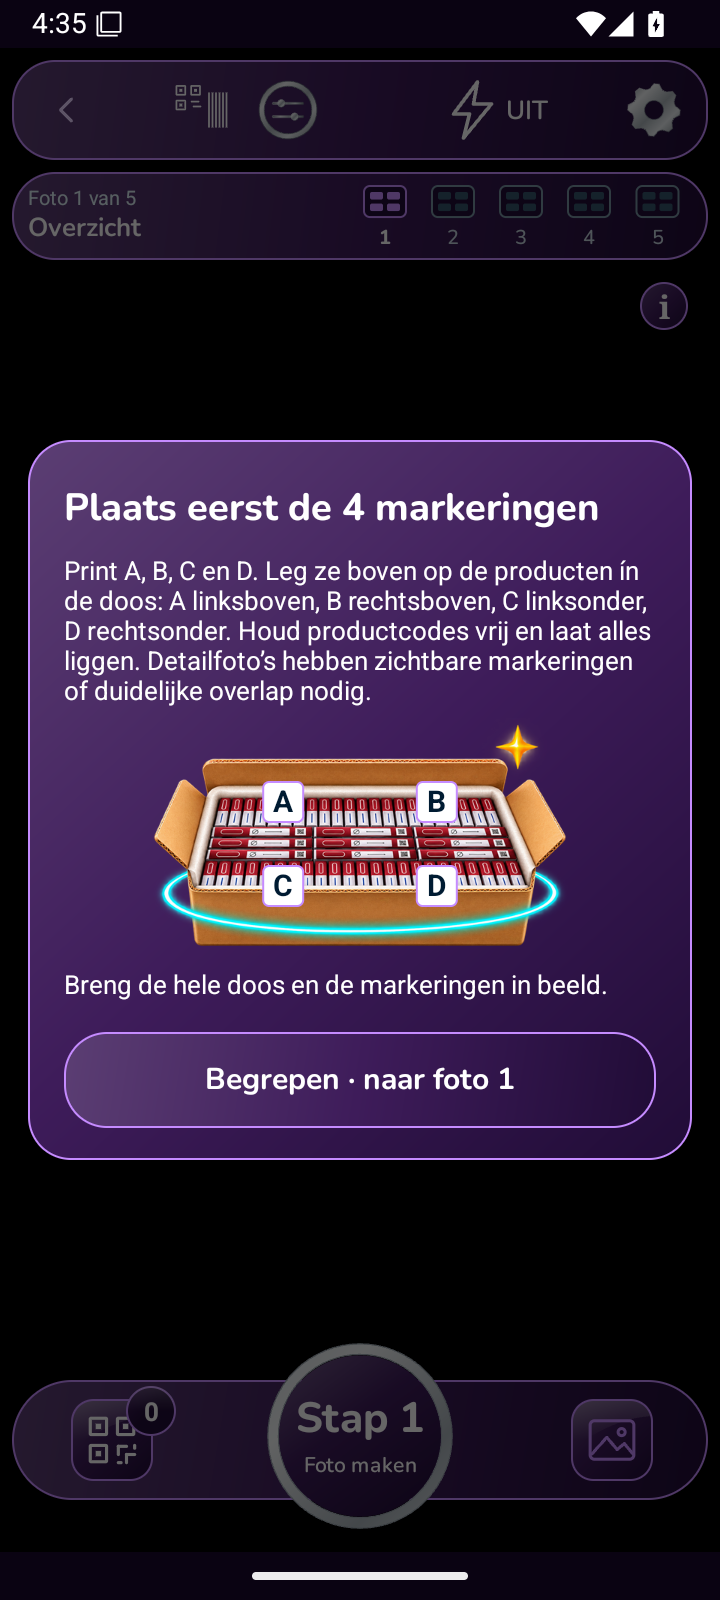 4:35
UIT
Foto 1 van 5
Overzicht
1 2 3 4 5
i
Plaats eerst de 4 markeringen
Print A, B, C en D. Leg ze boven op de producten ín
de doos: A linksboven, B rechtsboven, C linksonder,
D rechtsonder. Houd productcodes vrij en laat alles
liggen. Detailfoto’s hebben zichtbare markeringen
of duidelijke overlap nodig.
A B
C D
Breng de hele doos en de markeringen in beeld.
Begrepen · naar foto 1
0
Stap 1
Foto maken